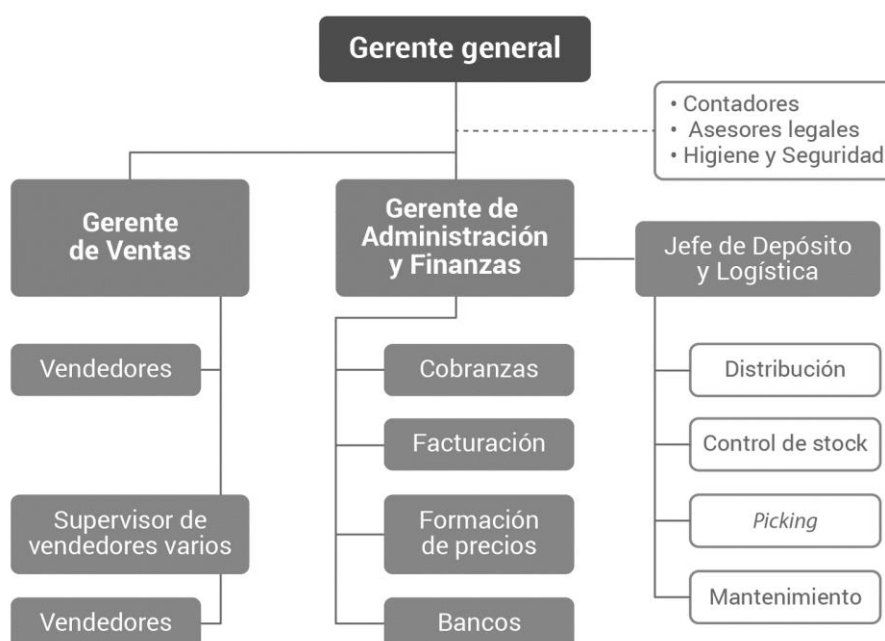 Gerente general
• Contadores
• Asesores legales
• Higiene y Seguridad
Gerente
de Ventas
Gerente de
Administración
y Finanzas
Jefe de Depósito
y Logística
Vendedores
Supervisor de
vendedores varios
Vendedores
Cobranzas
Facturación
Formación
de precios
Bancos
Distribución
Control de stock
Picking
Mantenimiento